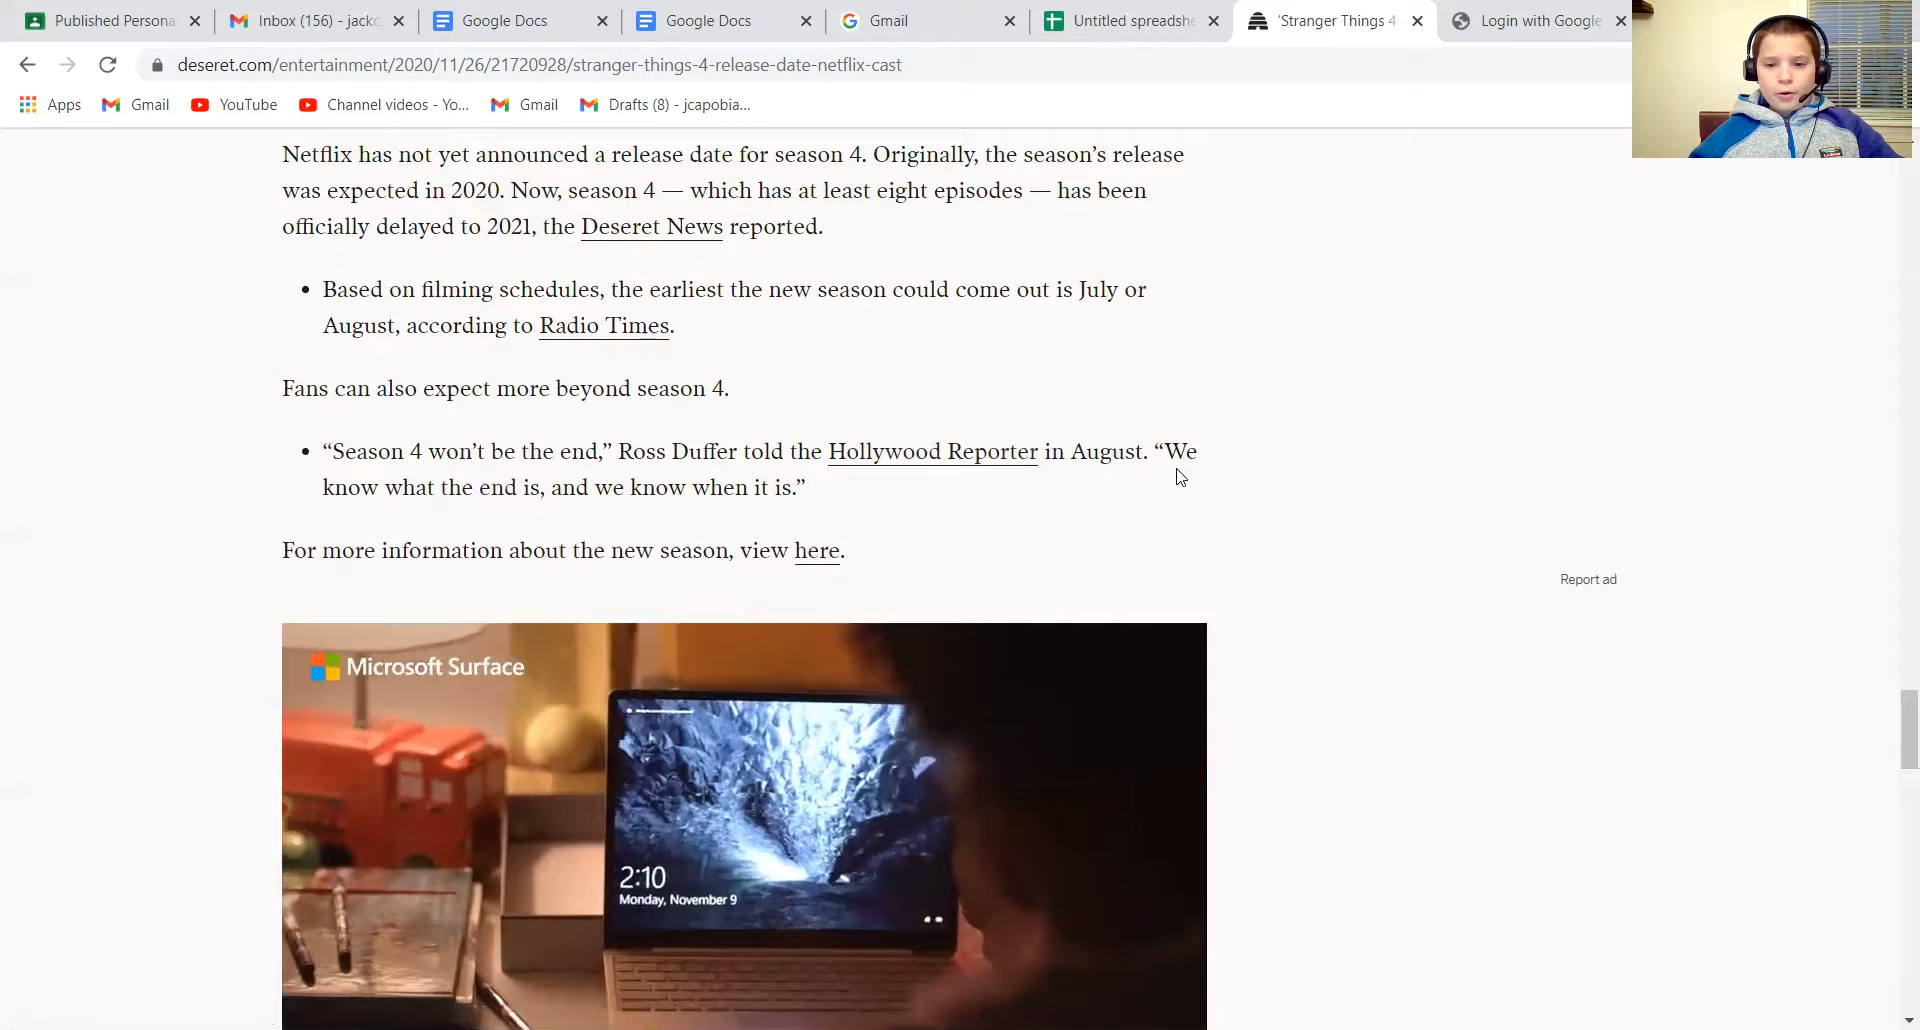 Published Persona
Inbox (156) - jackc
Google Docs
Google Docs
Gmail
Untitled spreadshe
'Stranger Things 4
Login with Google
deseret.com/entertainment/2020/11/26/21720928/stranger-things-4-release-date-netflix-cast
Apps
Gmail
YouTube
Channel videos - Yo...
Gmail
Drafts (8) - jcapobia...
Netflix has not yet announced a release date for season 4. Originally, the season’s release
was expected in 2020. Now, season 4 — which has at least eight episodes — has been
officially delayed to 2021, the Deseret News reported.
• Based on filming schedules, the earliest the new season could come out is July or
August, according to Radio Times.
Fans can also expect more beyond season 4.
• “Season 4 won’t be the end,” Ross Duffer told the Hollywood Reporter in August. “We
know what the end is, and we know when it is.”
For more information about the new season, view here.
Report ad
Microsoft Surface
2:10
Monday, November 9